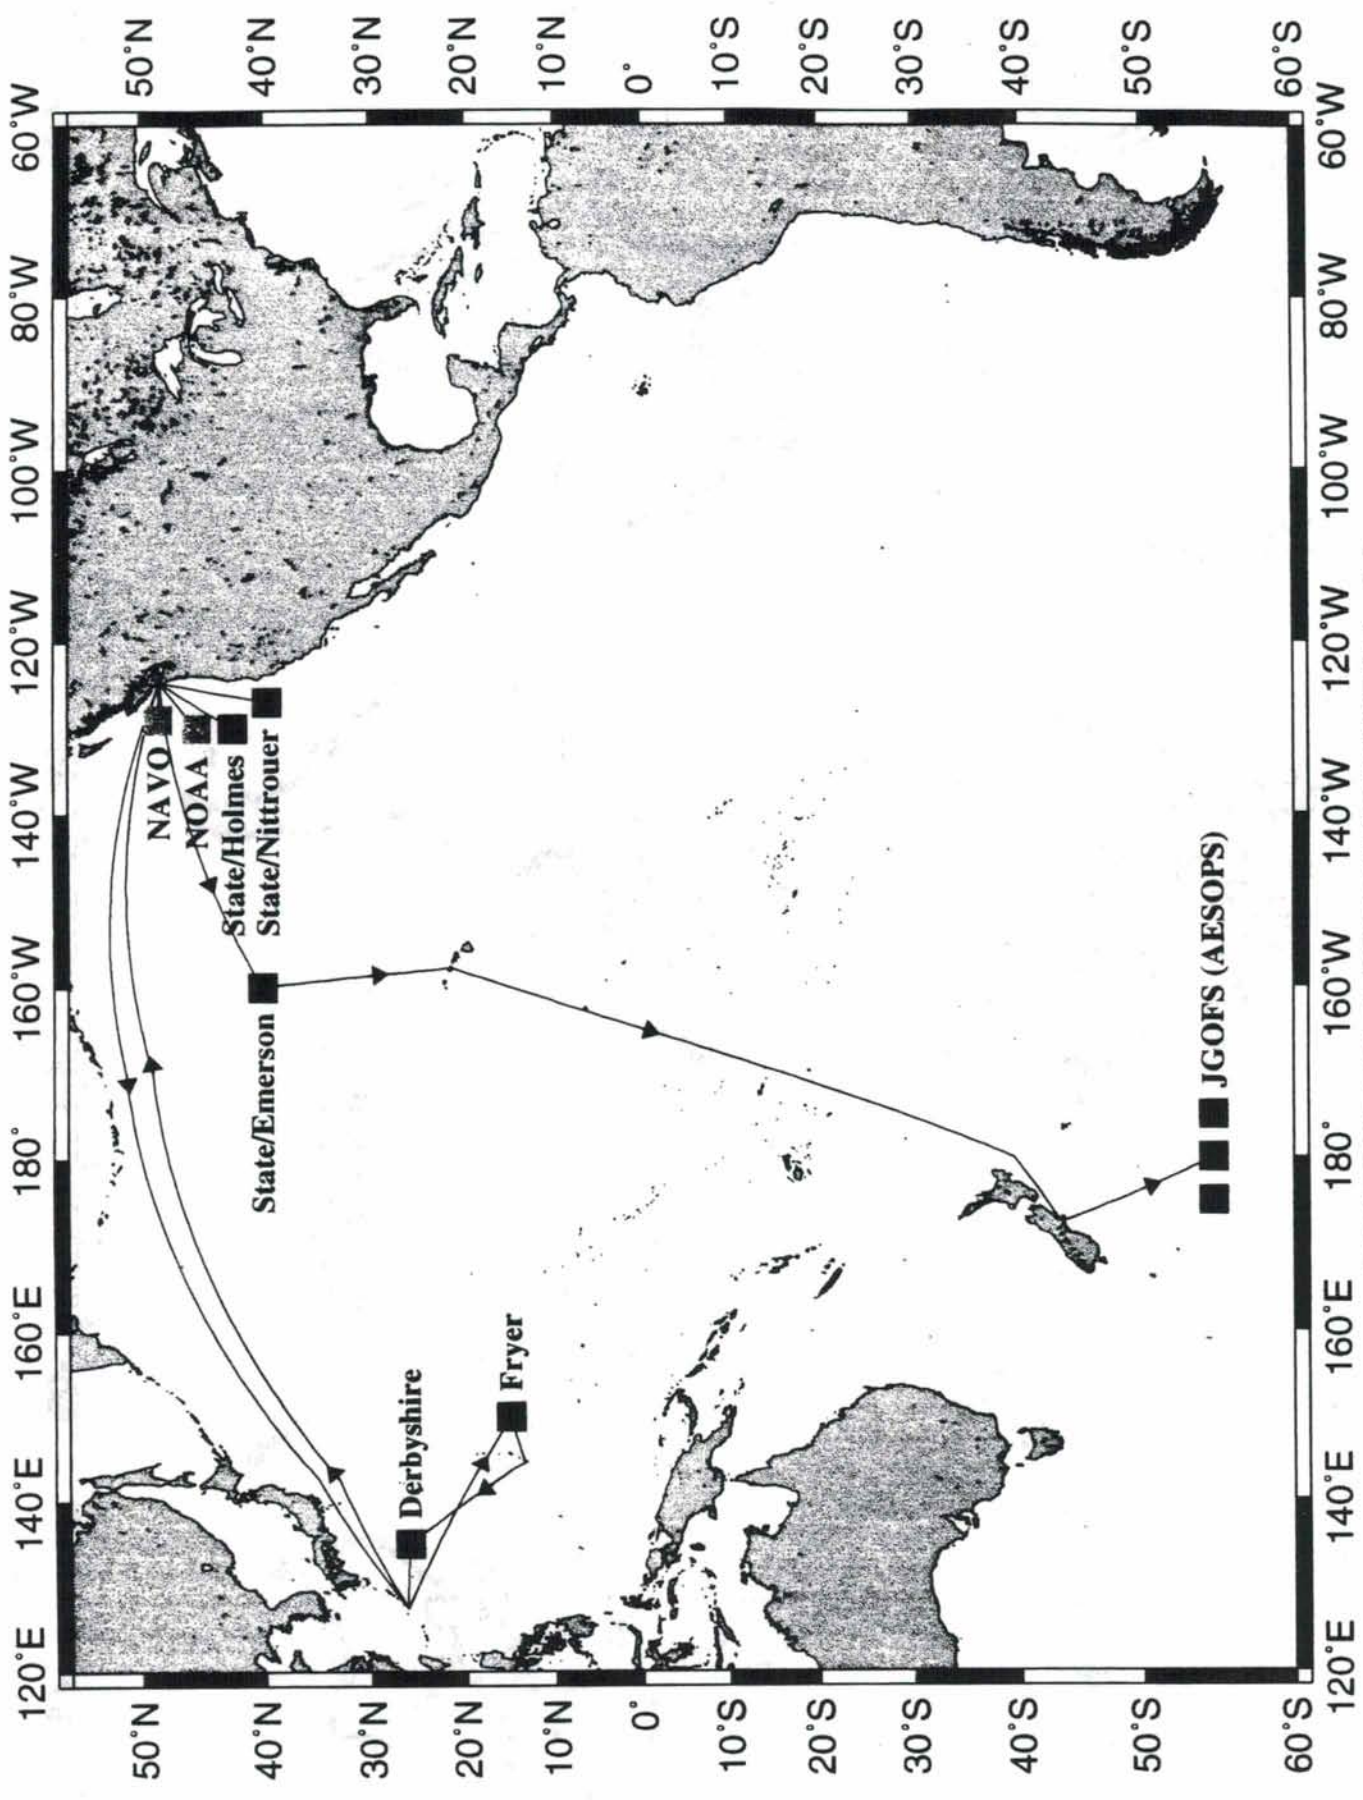 120°E 140°E 160°E 180° 160°W 140°W 120°W 100°W 80°W 60°W
50°N 50°N
40°N 40°N
30°N 30°N
20°N 20°N
10°N 10°N
0° 0°
10°S 10°S
20°S 20°S
30°S 30°S
40°S 40°S
50°S 50°S
60°S 60°S
120°E 140°E 160°E 180° 160°W 140°W 120°W 100°W 80°W 60°W
NAVO
NOAA
State/Holmes
State/Nittrouer
State/Emerson
Derbyshire
Fryer
JGOFS (AESOPS)